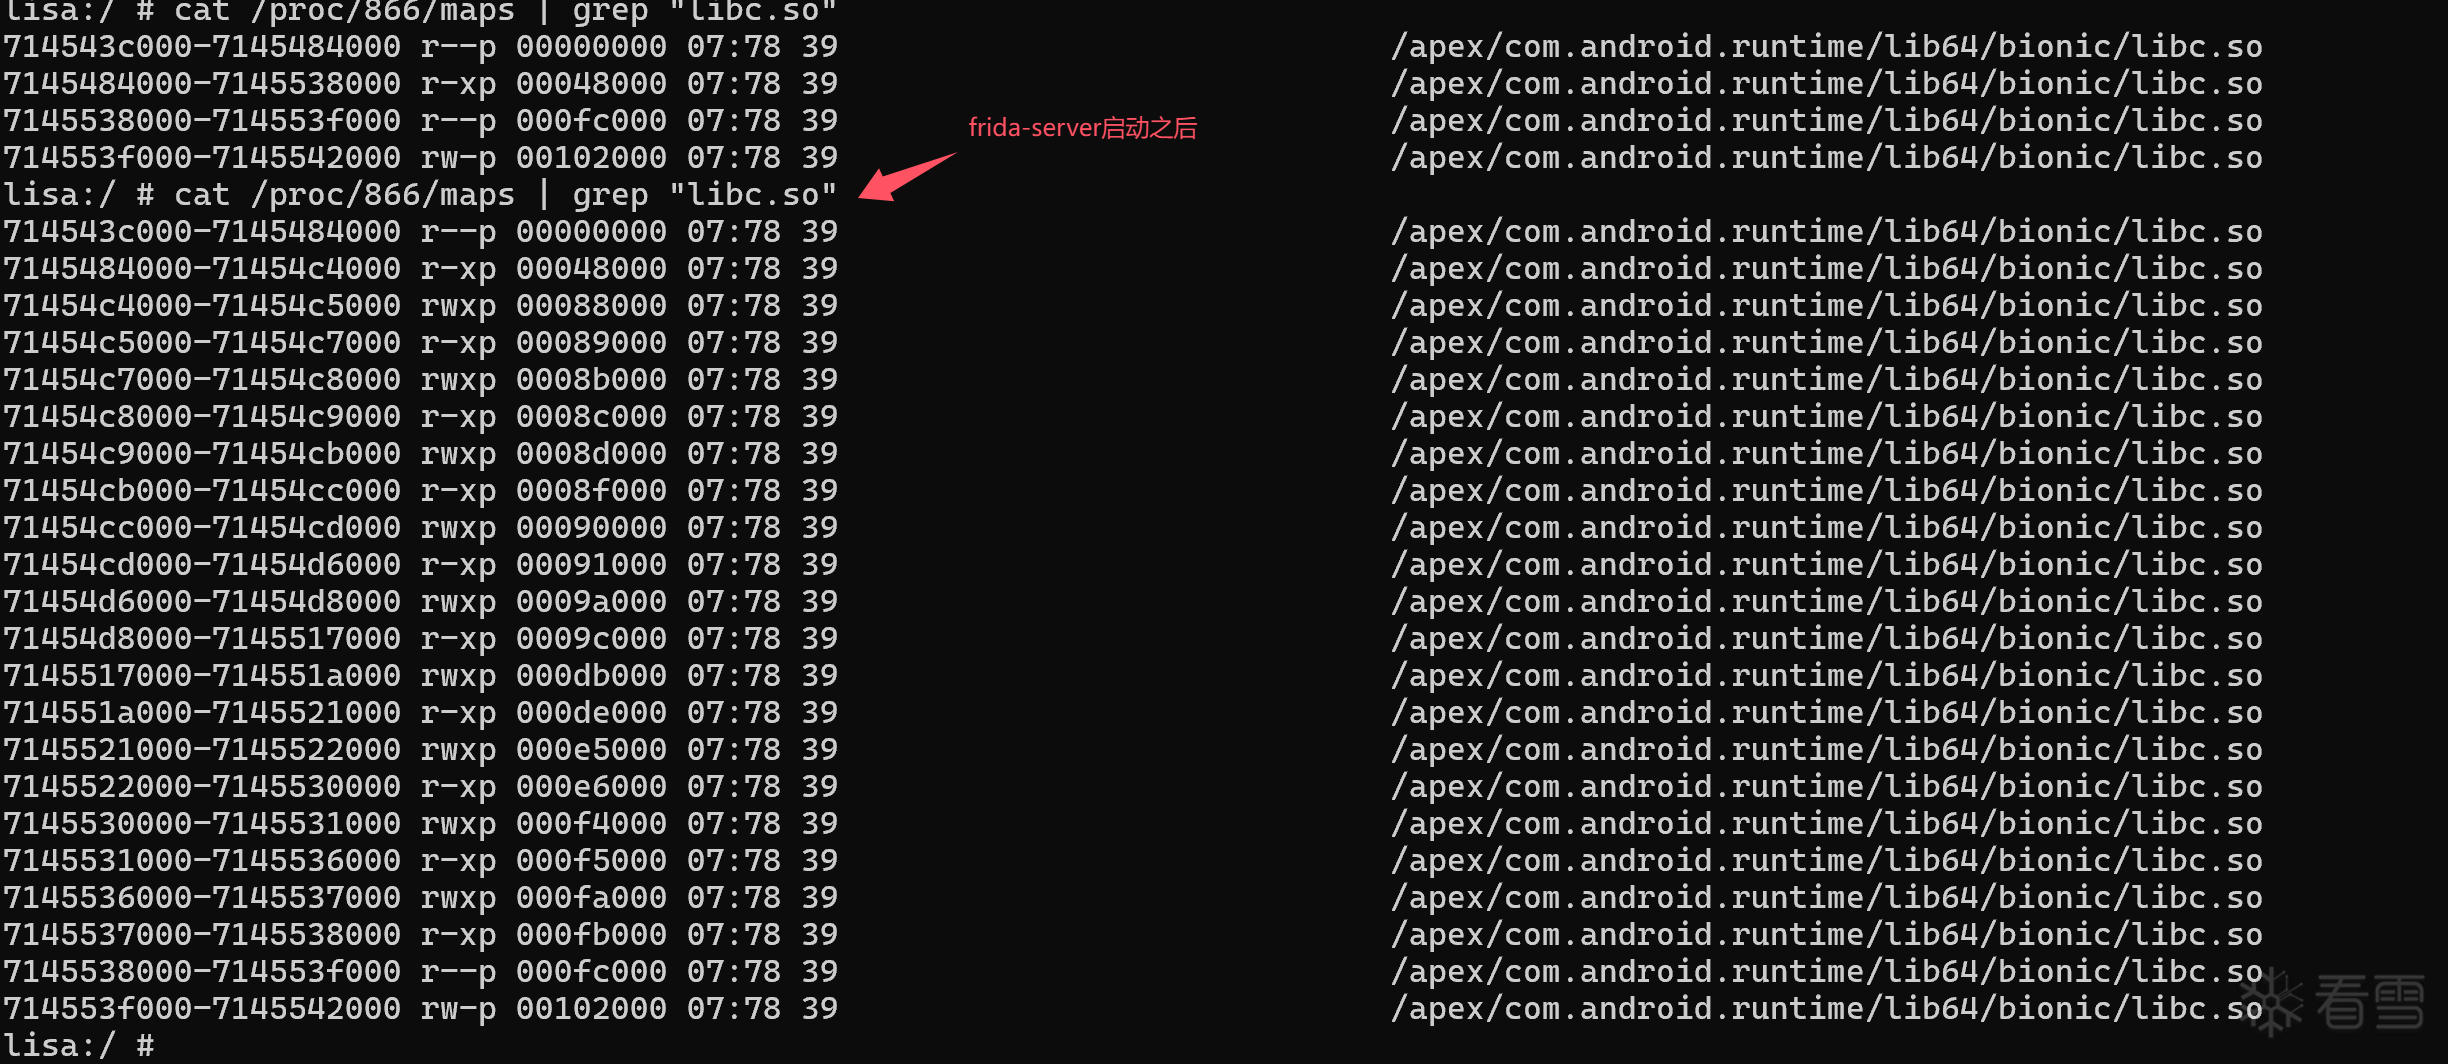 lisa:/ # cat /proc/866/maps | grep "libc.so"
714543c000-7145484000 r--p 00000000 07:78 39 /apex/com.android.runtime/lib64/bionic/libc.so
7145484000-7145538000 r-xp 00048000 07:78 39 /apex/com.android.runtime/lib64/bionic/libc.so
7145538000-714553f000 r--p 000fc000 07:78 39 /apex/com.android.runtime/lib64/bionic/libc.so
frida-server启动之后
714553f000-7145542000 rw-p 00102000 07:78 39 /apex/com.android.runtime/lib64/bionic/libc.so
lisa:/ # cat /proc/866/maps | grep "libc.so"
714543c000-7145484000 r--p 00000000 07:78 39 /apex/com.android.runtime/lib64/bionic/libc.so
7145484000-71454c4000 r-xp 00048000 07:78 39 /apex/com.android.runtime/lib64/bionic/libc.so
71454c4000-71454c5000 rwxp 00088000 07:78 39 /apex/com.android.runtime/lib64/bionic/libc.so
71454c5000-71454c7000 r-xp 00089000 07:78 39 /apex/com.android.runtime/lib64/bionic/libc.so
71454c7000-71454c8000 rwxp 0008b000 07:78 39 /apex/com.android.runtime/lib64/bionic/libc.so
71454c8000-71454c9000 r-xp 0008c000 07:78 39 /apex/com.android.runtime/lib64/bionic/libc.so
71454c9000-71454cb000 rwxp 0008d000 07:78 39 /apex/com.android.runtime/lib64/bionic/libc.so
71454cb000-71454cc000 r-xp 0008f000 07:78 39 /apex/com.android.runtime/lib64/bionic/libc.so
71454cc000-71454cd000 rwxp 00090000 07:78 39 /apex/com.android.runtime/lib64/bionic/libc.so
71454cd000-71454d6000 r-xp 00091000 07:78 39 /apex/com.android.runtime/lib64/bionic/libc.so
71454d6000-71454d8000 rwxp 0009a000 07:78 39 /apex/com.android.runtime/lib64/bionic/libc.so
71454d8000-7145517000 r-xp 0009c000 07:78 39 /apex/com.android.runtime/lib64/bionic/libc.so
7145517000-714551a000 rwxp 000db000 07:78 39 /apex/com.android.runtime/lib64/bionic/libc.so
714551a000-7145521000 r-xp 000de000 07:78 39 /apex/com.android.runtime/lib64/bionic/libc.so
7145521000-7145522000 rwxp 000e5000 07:78 39 /apex/com.android.runtime/lib64/bionic/libc.so
7145522000-7145530000 r-xp 000e6000 07:78 39 /apex/com.android.runtime/lib64/bionic/libc.so
7145530000-7145531000 rwxp 000f4000 07:78 39 /apex/com.android.runtime/lib64/bionic/libc.so
7145531000-7145536000 r-xp 000f5000 07:78 39 /apex/com.android.runtime/lib64/bionic/libc.so
7145536000-7145537000 rwxp 000fa000 07:78 39 /apex/com.android.runtime/lib64/bionic/libc.so
7145537000-7145538000 r-xp 000fb000 07:78 39 /apex/com.android.runtime/lib64/bionic/libc.so
7145538000-714553f000 r--p 000fc000 07:78 39 /apex/com.android.runtime/lib64/bionic/libc.so
714553f000-7145542000 rw-p 00102000 07:78 39 /apex/com.android.runtime/lib64/bionic/libc.so
看雪
lisa:/ #